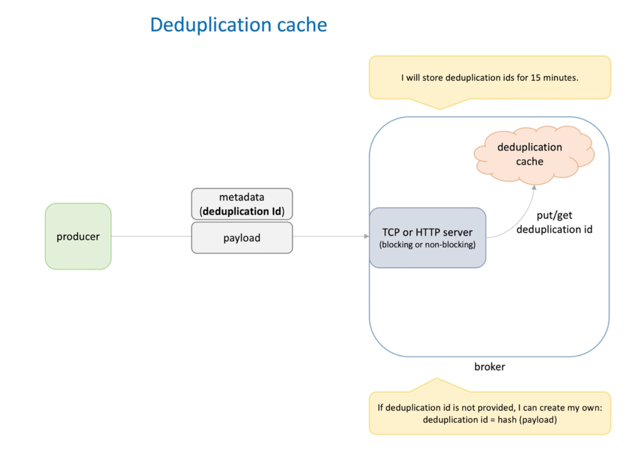 Deduplication cache
I will store deduplication ids for 15 minutes.
deduplication
cache
metadata
(deduplication Id)
payload
producer
TCP or HTTP server
(blocking or non-blocking)
put/get
deduplication id
broker
If deduplication id is not provided, I can create my own:
deduplication id = hash (payload)